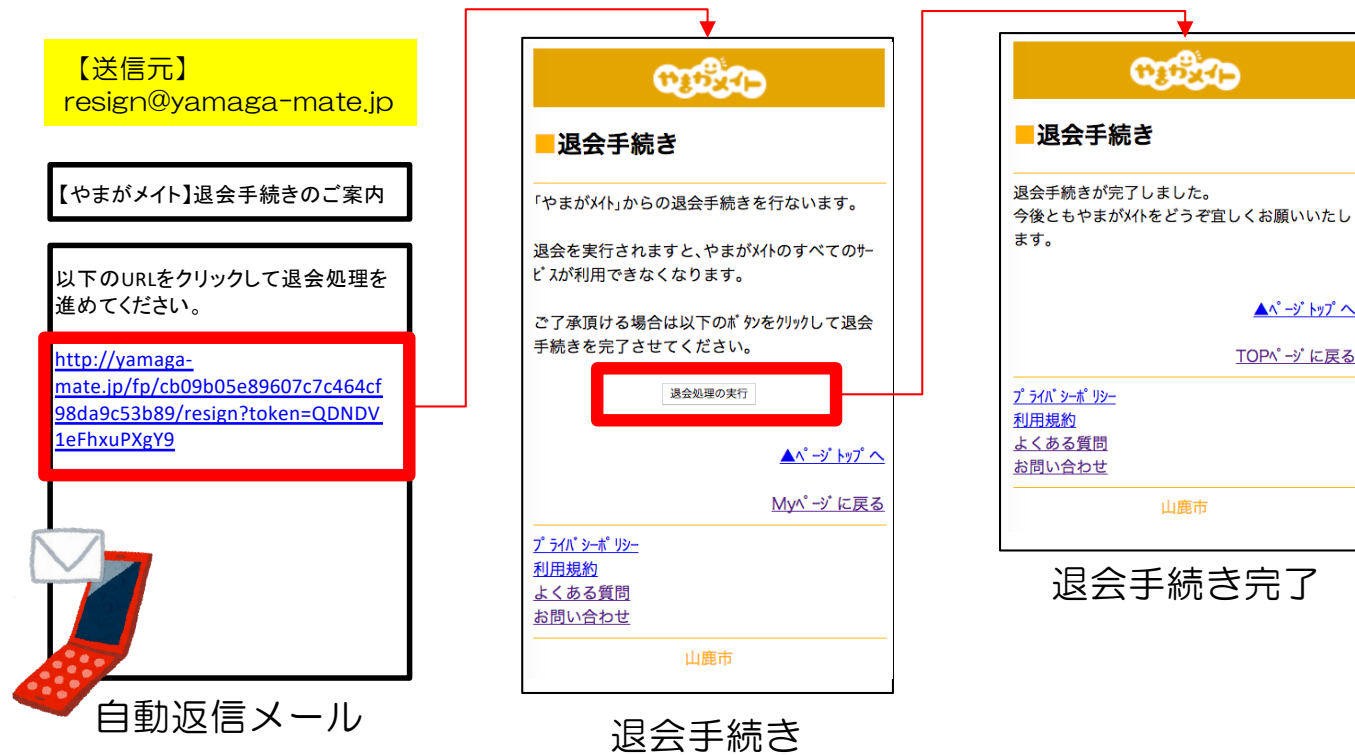 【送信元】
resign@yamaga-mate.jp
【やまがメイト】退会手続きのご案内
以下のURLをクリックして退会処理を
進めてください。
http://yamaga-
mate.jp/fp/cb09b05e89607c7c464cf
98da9c53b89/resign?token=QDNDV
1eFhxuPXgY9
自動返信メール
やまがメイト
■退会手続き
「やまがﾒｲﾄ」からの退会手続きを行ないます。
退会を実行されますと、やまがﾒｲﾄのすべてのｻｰ
ﾋﾞｽが利用できなくなります。
ご了承頂ける場合は以下のﾎﾞﾀﾝをｸﾘｯｸして退会
手続きを完了させてください。
退会処理の実行
▲ﾍﾟｰｼﾞﾄｯﾌﾟへ
Myﾍﾟｰｼﾞに戻る
ﾌﾟﾗｲﾊﾞｼｰﾎﾟﾘｼｰ
利用規約
よくある質問
お問い合わせ
山鹿市
退会手続き
やまがメイト
■退会手続き
退会手続きが完了しました。
今後ともやまがﾒｲﾄをどうぞ宜しくお願いいたし
ます。
▲ﾍﾟｰｼﾞﾄｯﾌﾟへ
TOPﾍﾟｰｼﾞに戻る
ﾌﾟﾗｲﾊﾞｼｰﾎﾟﾘｼｰ
利用規約
よくある質問
お問い合わせ
山鹿市
退会手続き完了